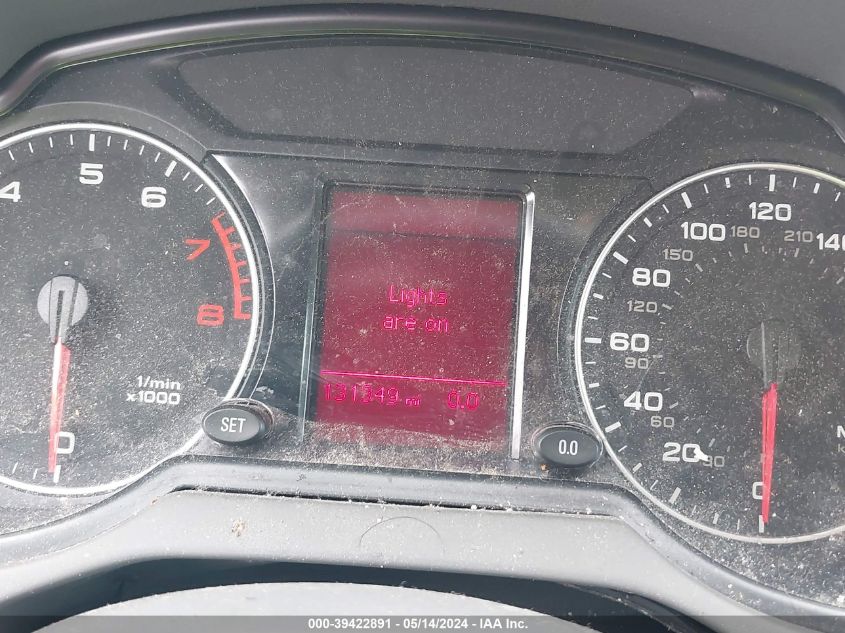 4 5 6 7 8
1/min
x1000
0
SET
Lights
are on
131349 mi 0.0
0.0
0 20 40 60 80 100 120 140
30 60 90 120 150 180 210
000-39422891 - 05/14/2024 - ©IAA, Inc.